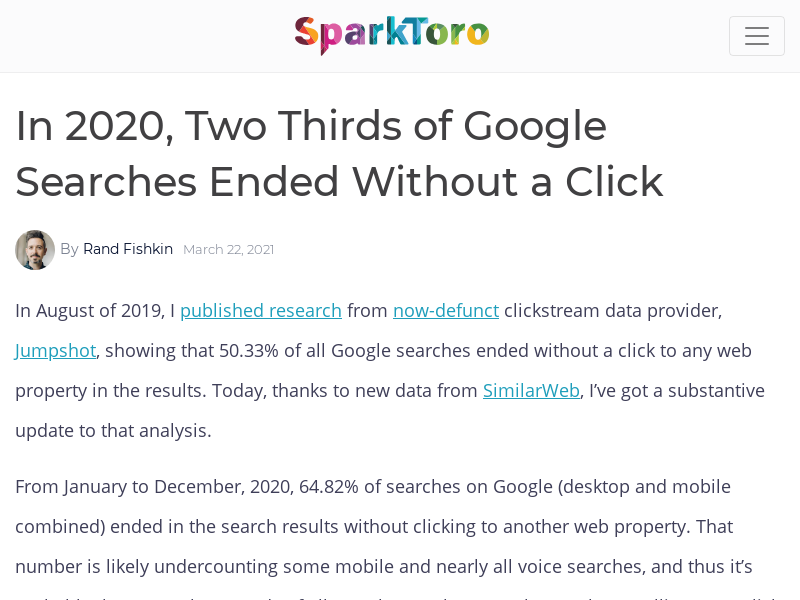 SparkToro
In 2020, Two Thirds of Google
Searches Ended Without a Click
By Rand Fishkin March 22, 2021
In August of 2019, I published research from now-defunct clickstream data provider,
Jumpshot, showing that 50.33% of all Google searches ended without a click to any web
property in the results. Today, thanks to new data from SimilarWeb, I’ve got a substantive
update to that analysis.
From January to December, 2020, 64.82% of searches on Google (desktop and mobile
combined) ended in the search results without clicking to another web property. That
number is likely undercounting some mobile and nearly all voice searches, and thus it’s